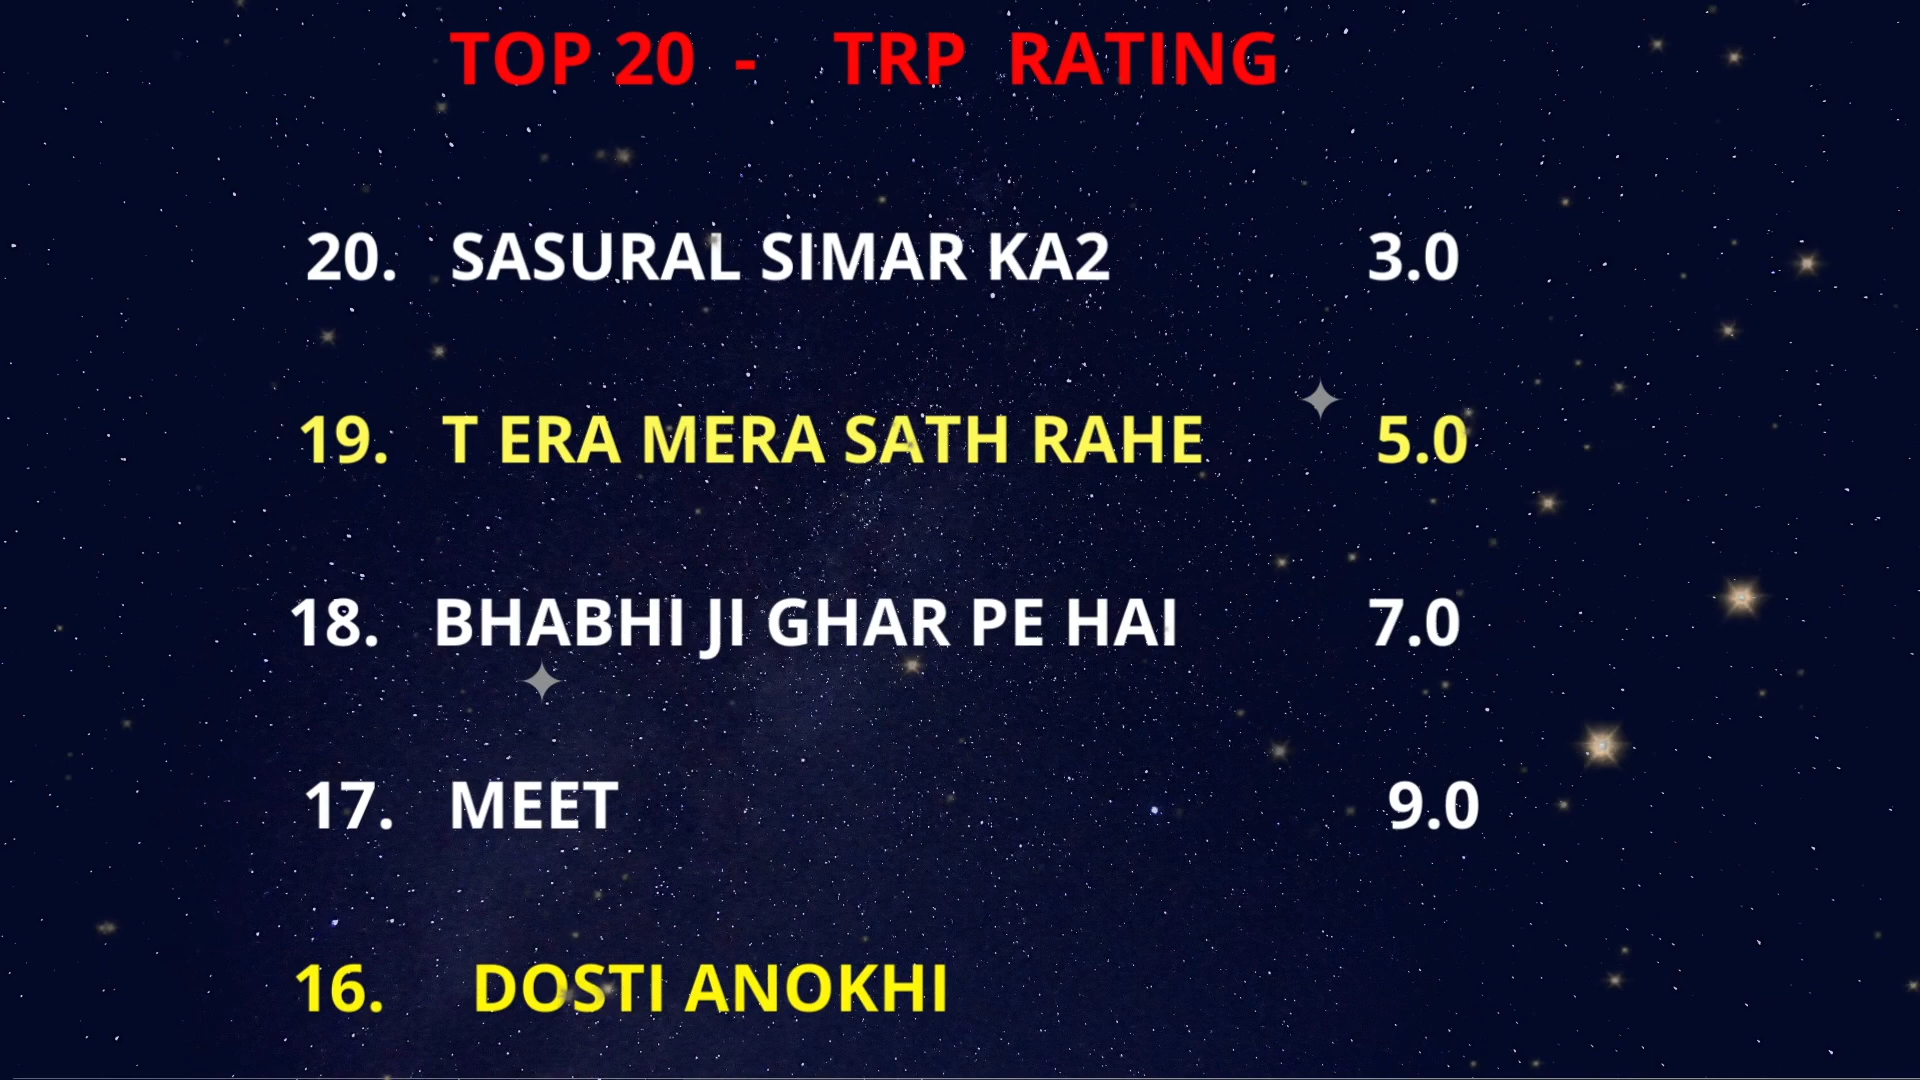 TOP 20 - TRP RATING
20. SASURAL SIMAR KA2 3.0
19. T ERA MERA SATH RAHE 5.0
18. BHABHI JI GHAR PE HAI 7.0
17. MEET 9.0
16. DOSTI ANOKHI